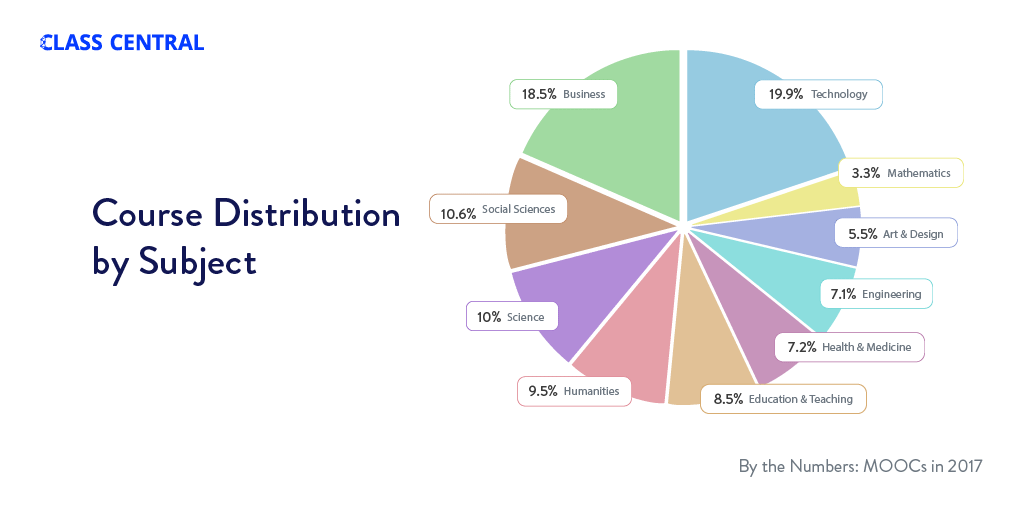 CLASS CENTRAL
Course Distribution
by Subject
19.9% Technology
3.3% Mathematics
5.5% Art & Design
7.1% Engineering
7.2% Health & Medicine
8.5% Education & Teaching
9.5% Humanities
10% Science
10.6% Social Sciences
18.5% Business
By the Numbers: MOOCs in 2017